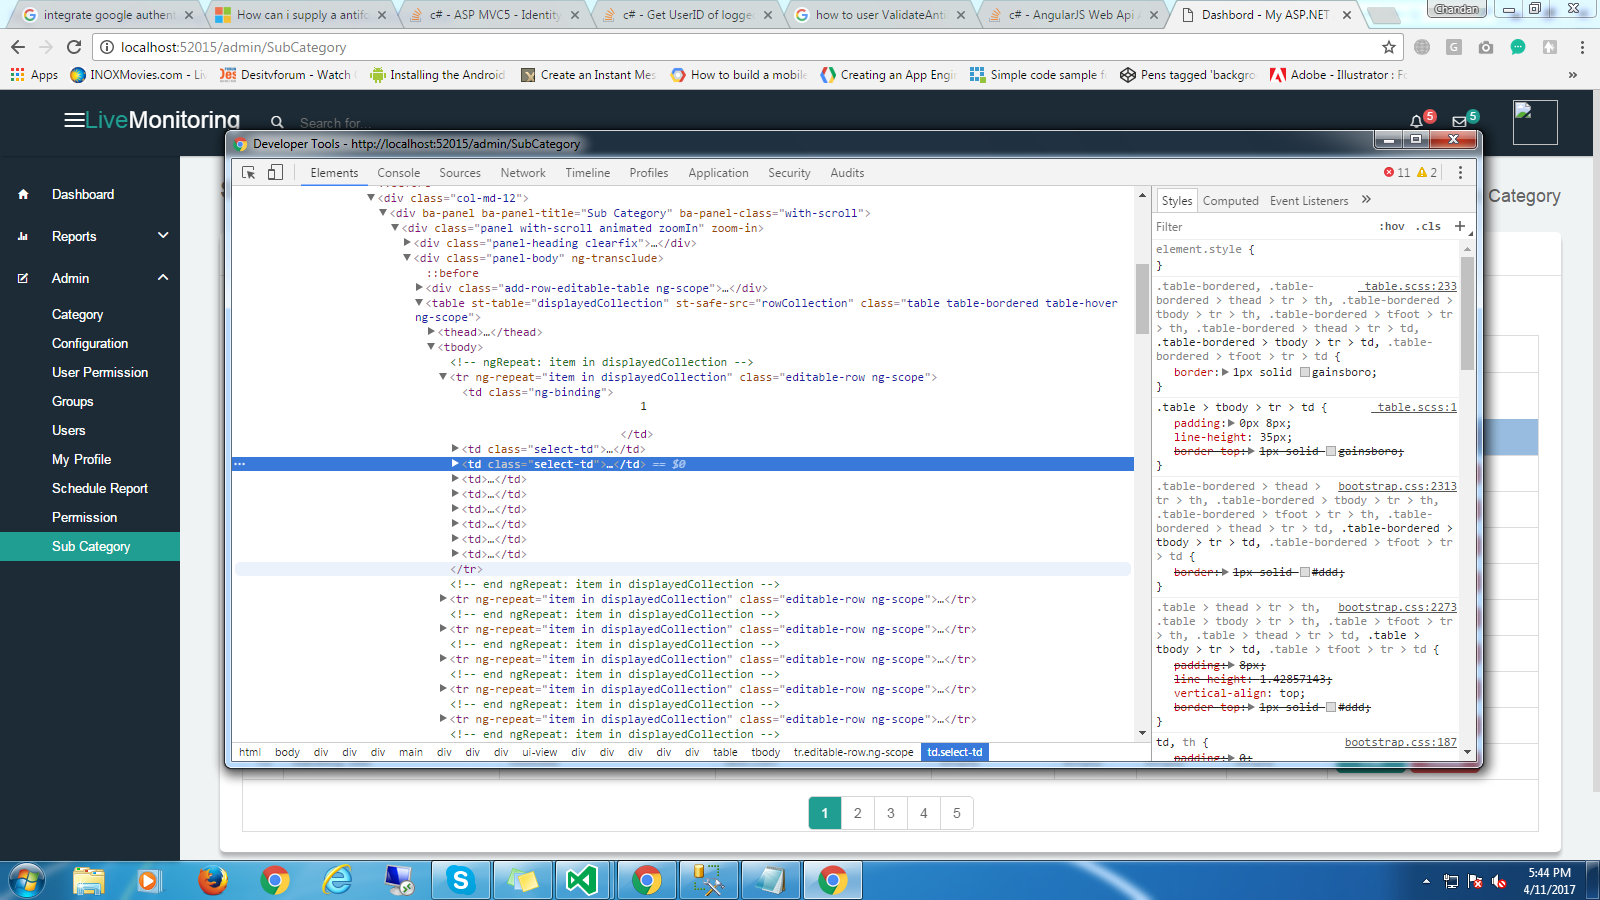 integrate google authent
How can i supply a antifo
c# - ASP MVC5 - Identity
c# - Get UserID of logge
how to user ValidateAnti
c# - AngularJS Web Api
Dashbord - My ASP.NET
Chandan
localhost:52015/admin/SubCategory
Apps
INOXMovies.com - Liv
Desitvforum - Watch
Installing the Android
Create an Instant Mes
How to build a mobile
Creating an App Engi
Simple code sample f
Pens tagged 'backgro
Adobe - Illustrator : Fo
LiveMonitoring
Search for...
5
5
Developer Tools - http://localhost:52015/admin/SubCategory
Elements Console Sources Network Timeline Profiles Application Security Audits
11 2
Dashboard
Reports
Admin
Category
Configuration
User Permission
Groups
Users
My Profile
Schedule Report
Permission
Sub Category
Category
<div class="col-md-12">
<div ba-panel ba-panel-title="Sub Category" ba-panel-class="with-scroll">
<div class="panel with-scroll animated zoomIn" zoom-in>
<div class="panel-heading clearfix">…</div>
<div class="panel-body" ng-transclude>
::before
<div class="add-row-editable-table ng-scope">…</div>
<table st-table="displayedCollection" st-safe-src="rowCollection" class="table table-bordered table-hover
ng-scope">
<thead>…</thead>
<tbody>
<!-- ngRepeat: item in displayedCollection -->
<tr ng-repeat="item in displayedCollection" class="editable-row ng-scope">
<td class="ng-binding">
1
</td>
<td class="select-td">…</td>
<td class="select-td">…</td> == $0
<td>…</td>
<td>…</td>
<td>…</td>
<td>…</td>
<td>…</td>
<td>…</td>
</tr>
<!-- end ngRepeat: item in displayedCollection -->
<tr ng-repeat="item in displayedCollection" class="editable-row ng-scope">…</tr>
<!-- end ngRepeat: item in displayedCollection -->
<tr ng-repeat="item in displayedCollection" class="editable-row ng-scope">…</tr>
<!-- end ngRepeat: item in displayedCollection -->
<tr ng-repeat="item in displayedCollection" class="editable-row ng-scope">…</tr>
<!-- end ngRepeat: item in displayedCollection -->
<tr ng-repeat="item in displayedCollection" class="editable-row ng-scope">…</tr>
<!-- end ngRepeat: item in displayedCollection -->
<tr ng-repeat="item in displayedCollection" class="editable-row ng-scope">…</tr>
<!-- end ngRepeat: item in displayedCollection -->
html body div div div main div div div ui-view div div div div div table tbody tr.editable-row.ng-scope td.select-td
Styles Computed Event Listeners »
Filter :hov .cls +
element.style {
}
.table-bordered, .table- _table.scss:233
bordered > thead > tr > th, .table-
bordered > tbody > tr > th, .table-
bordered > tfoot > tr > th, .table-bordered > tfoot > tr
> th, .table-bordered > thead > tr > td,
.table-bordered > tbody > tr > td, .table-
bordered > tfoot > tr > td {
border: 1px solid gainsboro;
}
.table > tbody > tr > td { _table.scss:1
padding: 0px 8px;
line-height: 35px;
border-top: 1px solid gainsboro;
}
.table-bordered > thead > bootstrap.css:2313
tr > th, .table-bordered > tbody > tr > th,
.table-bordered > tfoot > tr > th, .table-
bordered > thead > tr > td, .table-bordered >
tbody > tr > td, .table-bordered > tfoot > tr
> td {
border: 1px solid #ddd;
}
.table > thead > tr > th, bootstrap.css:2273
.table > tbody > tr > th, .table > tfoot > tr
> th, .table > thead > tr > td, .table >
tbody > tr > td, .table > tfoot > tr > td {
padding: 8px;
line-height: 1.42857143;
vertical-align: top;
border-top: 1px solid #ddd;
}
td, th { bootstrap.css:187
padding: 0;
1 2 3 4 5
5:44 PM
4/11/2017